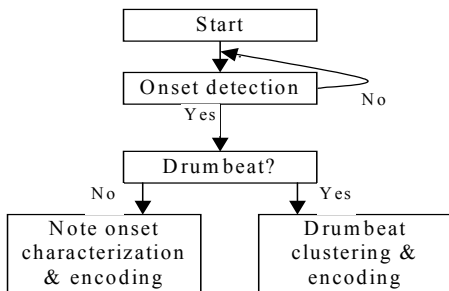 Start
Onset detection
No
Yes
Drumbeat?
No
Yes
Note onset
characterization
& encoding
Drumbeat
clustering &
encoding